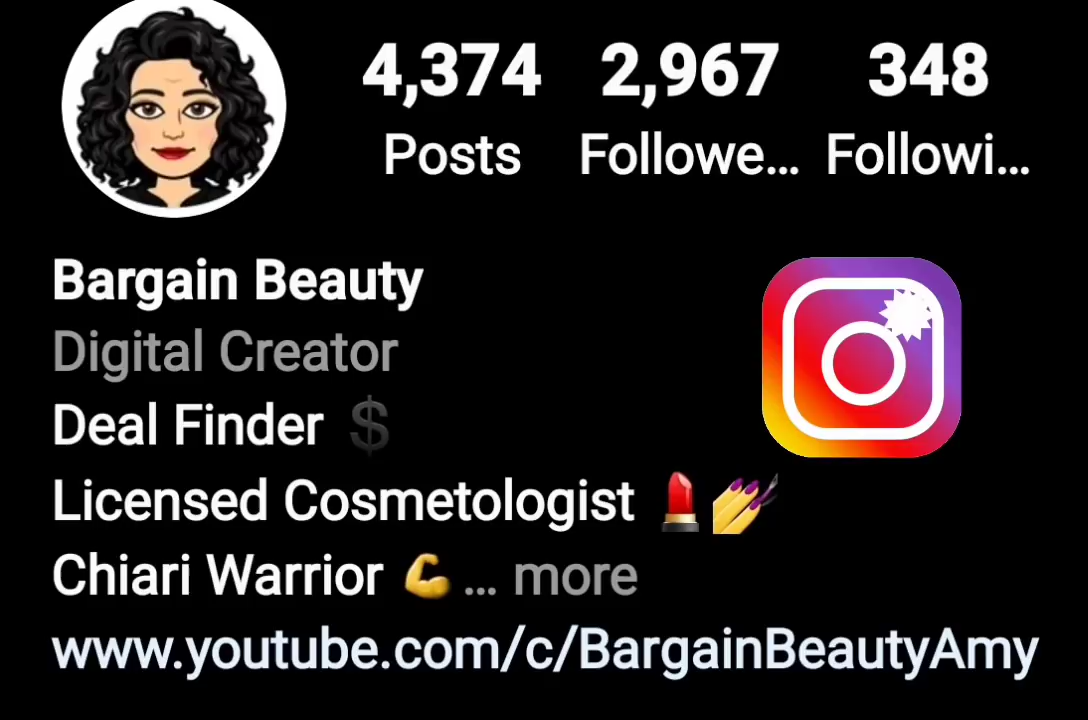 4,374 2,967 348
Posts Followe... Followi...
Bargain Beauty
Digital Creator
Deal Finder $
Licensed Cosmetologist 💄💅
Chiari Warrior 💪 ... more
www.youtube.com/c/BargainBeautyAmy